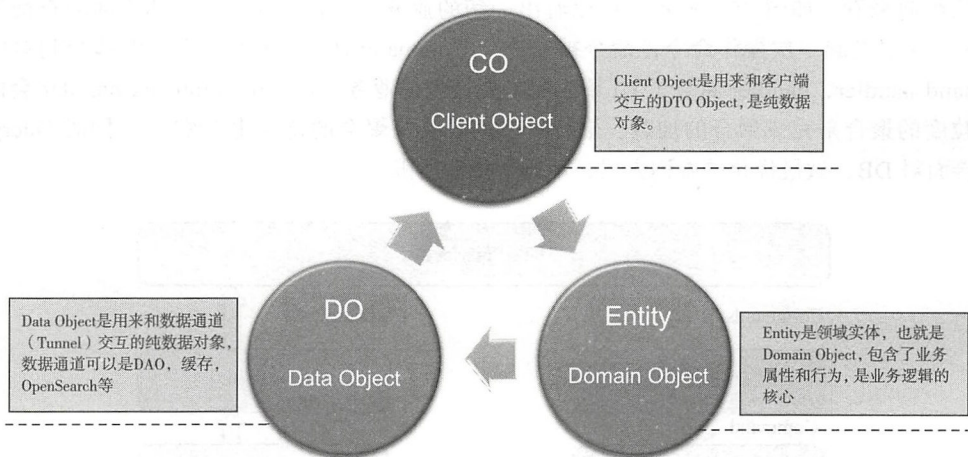 CO
Client Object
Client Object是用来和客户端
交互的DTO Object，是纯数据
对象。
DO
Data Object
Data Object是用来和数据通道
（Tunnel）交互的纯数据对象，
数据通道可以是DAO，缓存，
OpenSearch等
Entity
Domain Object
Entity是领域实体，也就是
Domain Object，包含了业务
属性和行为，是业务逻辑的
核心